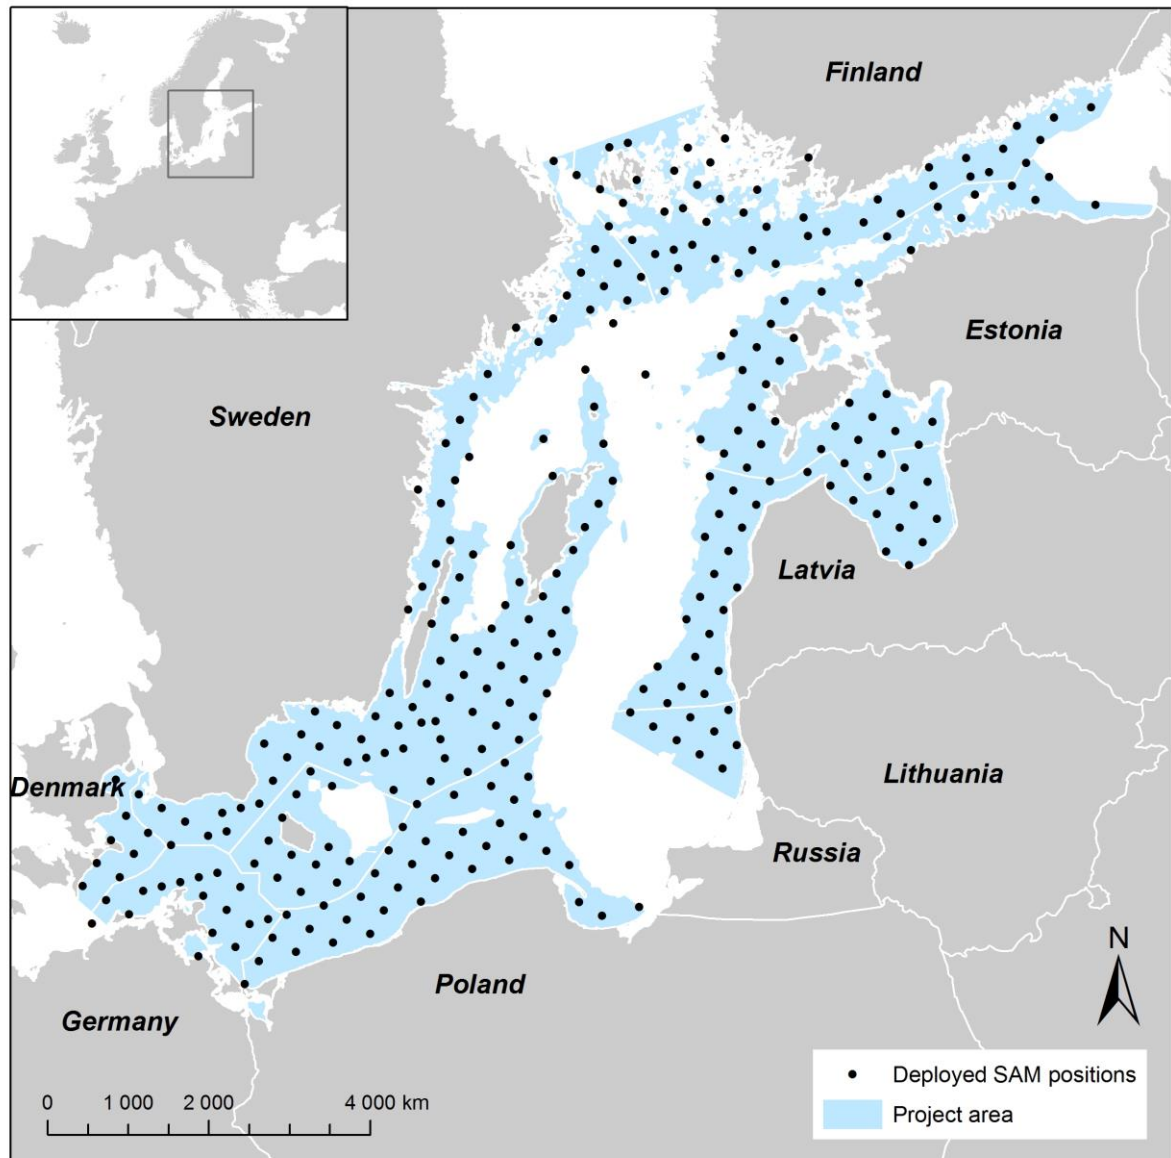 Finland
Estonia
Sweden
Latvia
Denmark
Lithuania
Russia
N
Poland
Germany
Deployed SAM positions
Project area
0 1 000 2 000 4 000 km